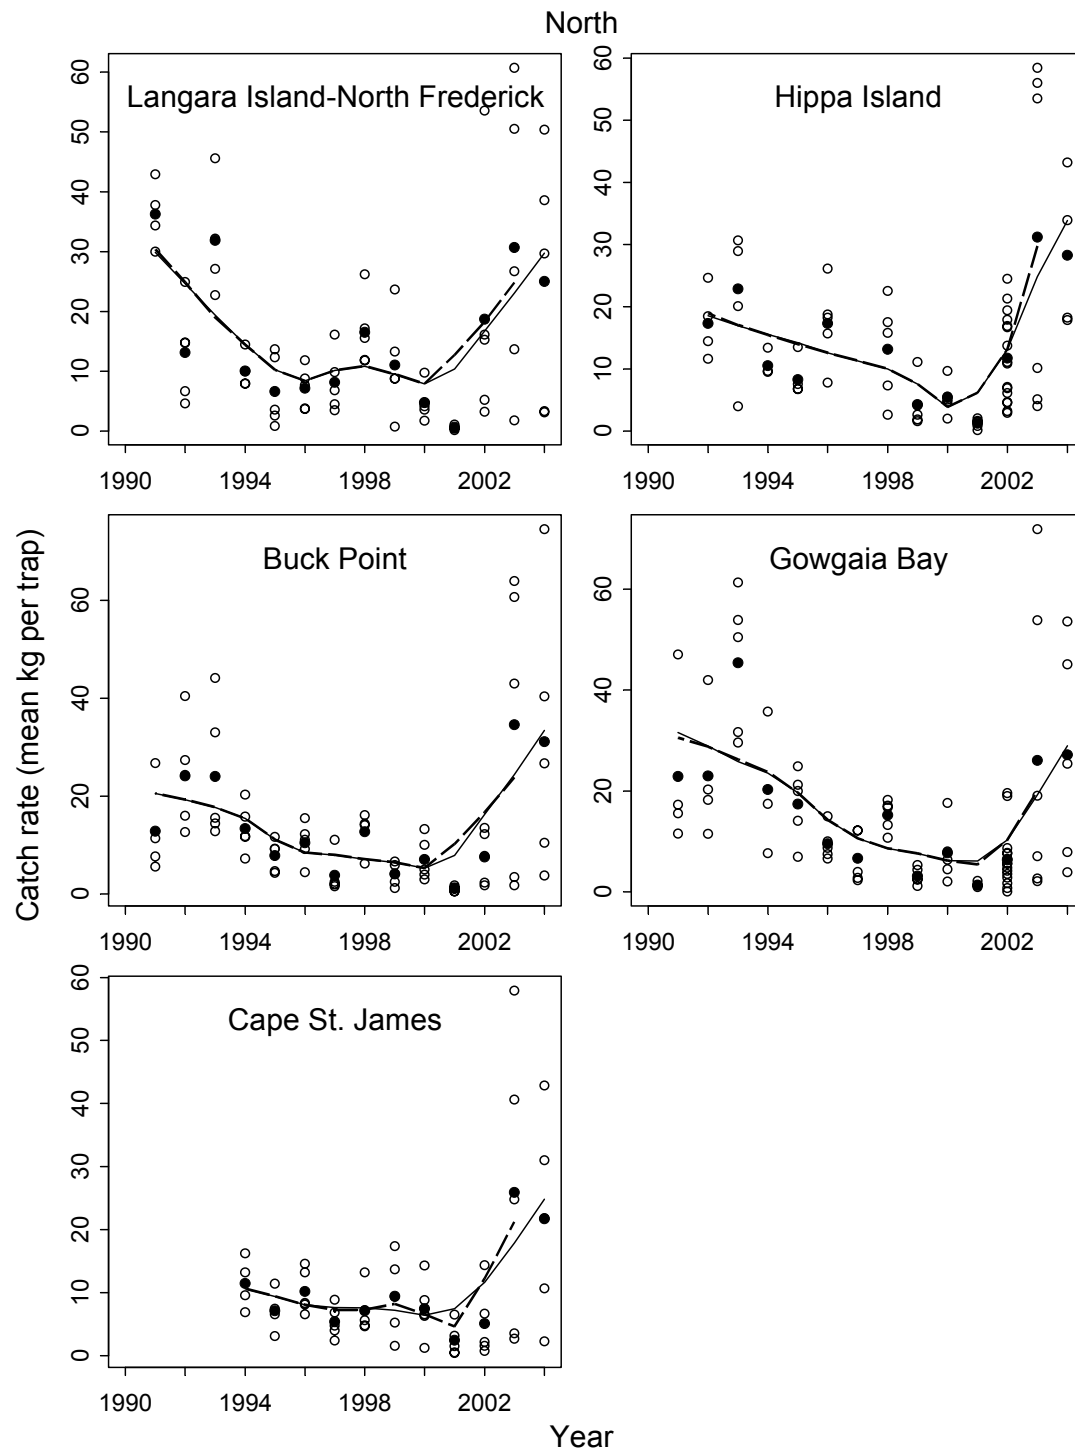 North
Langara Island-North Frederick
0 10 20 30 40 50 60
1990 1994 1998 2002
Hippa Island
0 10 20 30 40 50 60
1990 1994 1998 2002
Catch rate (mean kg per trap)
Buck Point
0 20 40 60
1990 1994 1998 2002
Gowgaia Bay
0 20 40 60
1990 1994 1998 2002
Cape St. James
0 10 20 30 40 50 60
1990 1994 1998 2002
Year